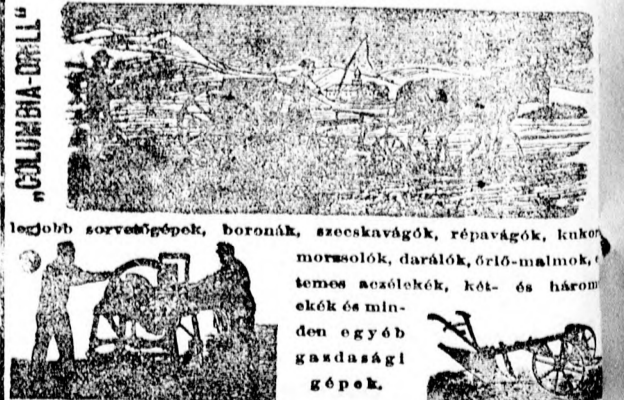 „COLUMBIA-DRILL“
legjobb sorvetőgépek, boronák, szecskavágók, répavágók, kukor
morzsolók, darálók, őrlő-malmok,
temes aczélekék, két- és három
ekék és min-
den egyéb
gazdasági
gépek.